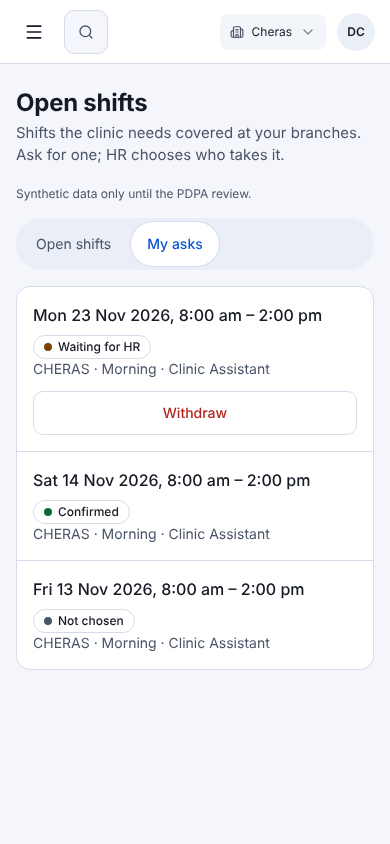 Cheras
DC
Open shifts
Shifts the clinic needs covered at your branches.
Ask for one; HR chooses who takes it.
Synthetic data only until the PDPA review.
Open shifts
My asks
Mon 23 Nov 2026, 8:00 am – 2:00 pm
Waiting for HR
CHERAS · Morning · Clinic Assistant
Withdraw
Sat 14 Nov 2026, 8:00 am – 2:00 pm
Confirmed
CHERAS · Morning · Clinic Assistant
Fri 13 Nov 2026, 8:00 am – 2:00 pm
Not chosen
CHERAS · Morning · Clinic Assistant